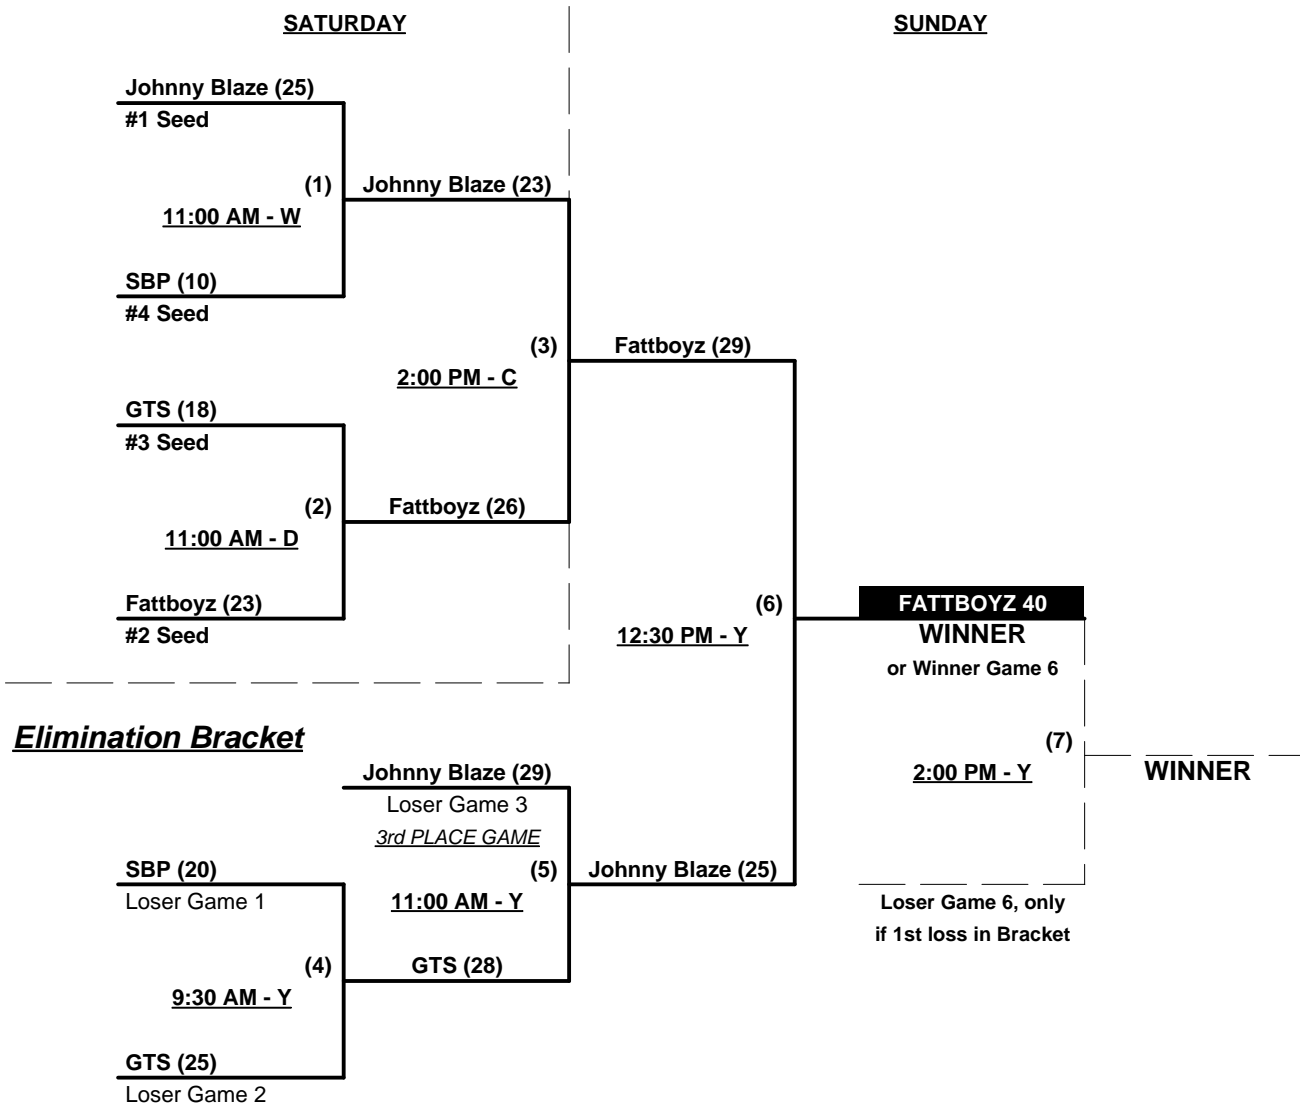 SATURDAY
SUNDAY
Johnny Blaze (25)
#1 Seed
(1)
Johnny Blaze (23)
11:00 AM - W
SBP (10)
#4 Seed
(3)
Fattboyz (29)
2:00 PM - C
GTS (18)
#3 Seed
(2)
Fattboyz (26)
11:00 AM - D
Fattboyz (23)
#2 Seed
(6)
FATTBOYZ 40
12:30 PM - Y
WINNER
or Winner Game 6
Elimination Bracket
(7)
Johnny Blaze (29)
2:00 PM - Y
WINNER
Loser Game 3
3rd PLACE GAME
SBP (20)
(5)
Johnny Blaze (25)
Loser Game 1
11:00 AM - Y
Loser Game 6, only
if 1st loss in Bracket
(4)
GTS (28)
9:30 AM - Y
GTS (25)
Loser Game 2